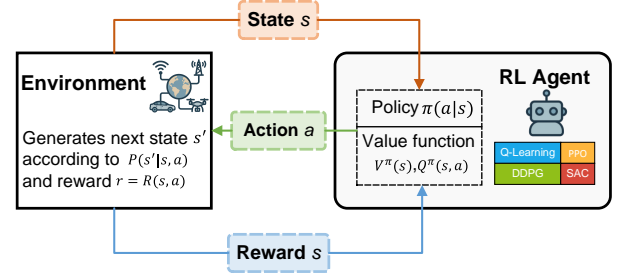 State s
Environment
Generates next state s′
according to P(s′|s,a)
and reward r = R(s,a)
Action a
RL Agent
Policy π(a|s)
Value function
V^π(s),Q^π(s,a)
Q-Learning
PPO
DDPG
SAC
Reward s